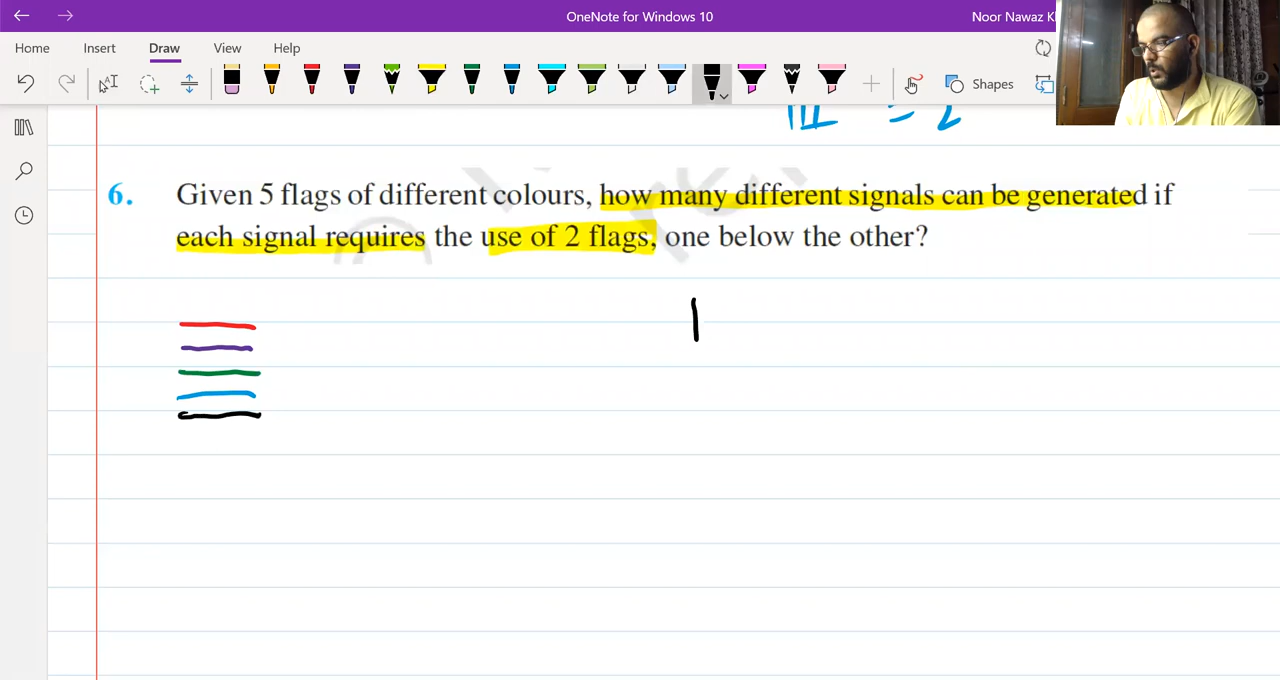 OneNote for Windows 10
Noor Nawaz
Home Insert Draw View Help
Shapes
6. Given 5 flags of different colours, how many different signals can be generated if
each signal requires the use of 2 flags, one below the other?